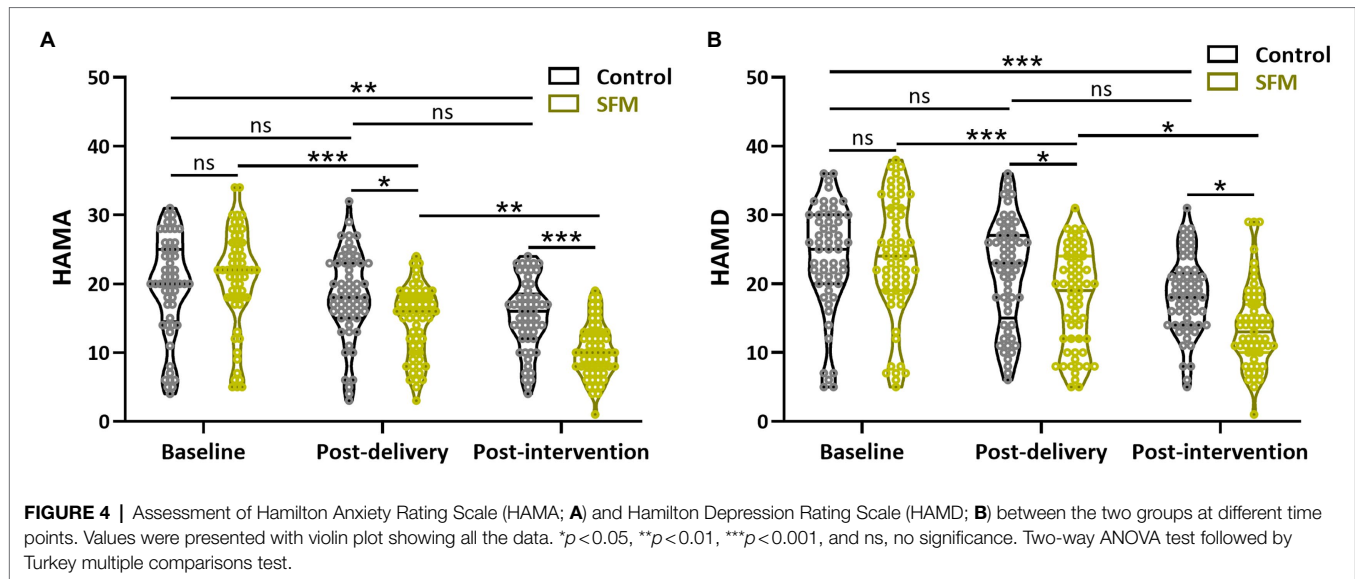 A
50
40
30
20
10
0
HAMA
Control
SFM
**
ns
ns
ns
***
*
**
***
Baseline
Post-delivery
Post-intervention
B
50
40
30
20
10
0
HAMD
Control
SFM
***
ns
ns
ns
***
*
*
*
Baseline
Post-delivery
Post-intervention
FIGURE 4 | Assessment of Hamilton Anxiety Rating Scale (HAMA; A) and Hamilton Depression Rating Scale (HAMD; B) between the two groups at different time
points. Values were presented with violin plot showing all the data. *p<0.05, **p<0.01, ***p<0.001, and ns, no significance. Two-way ANOVA test followed by
Turkey multiple comparisons test.